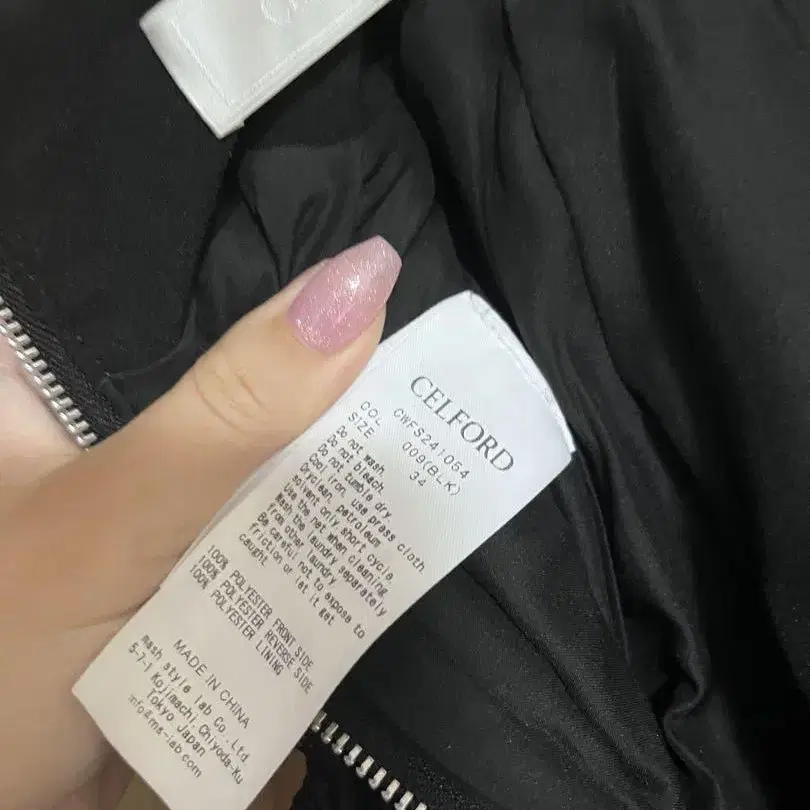 CELFORD
CWFS241054
COL 009(BLK)
SIZE 34
Do not wash.
Do not bleach.
Do not tumble dry.
Cool iron, use press cloth.
Dryclean, petroleum
solvent only short cycle.
Use the net when cleaning.
Wash the laundry separately
from other laundry.
Be careful not to expose to
friction or let it get
caught.
100% POLYESTER FRONT SIDE
100% POLYESTER REVERSE SIDE
100% POLYESTER LINING
MADE IN CHINA
mash style lab Co., Ltd
5-7-1 Kojimachi, Chiyoda-Ku
Tokyo Japan
info@ms-lab.com